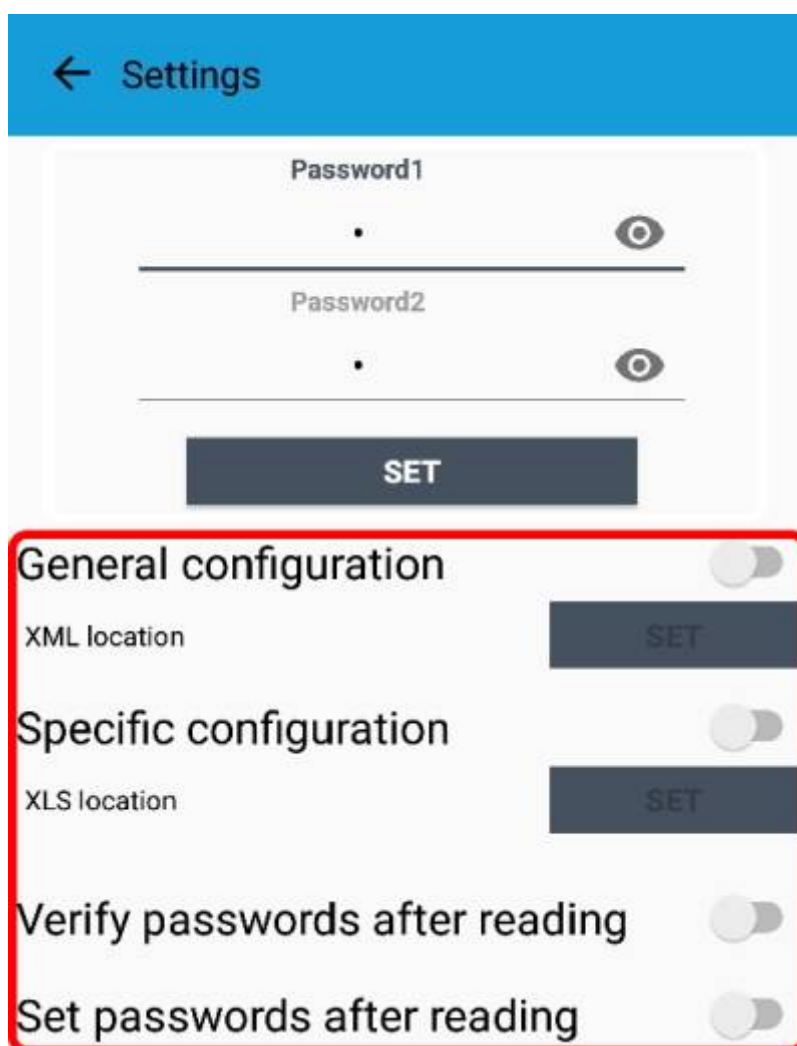 Settings
Password1
•
Password2
•
SET
General configuration
XML location
SET
Specific configuration
XLS location
SET
Verify passwords after reading
Set passwords after reading